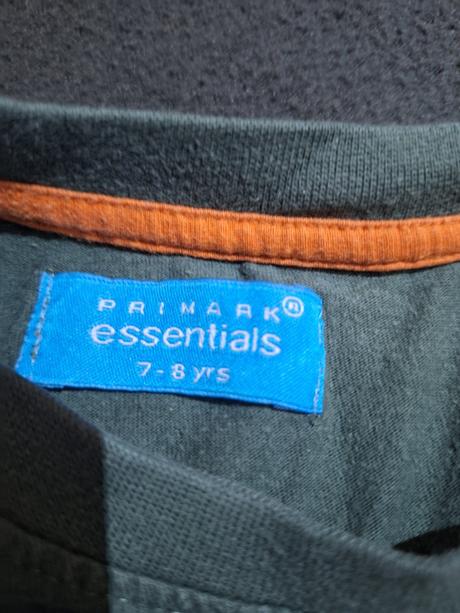 PRIMARK®
essentials
7-8 yrs